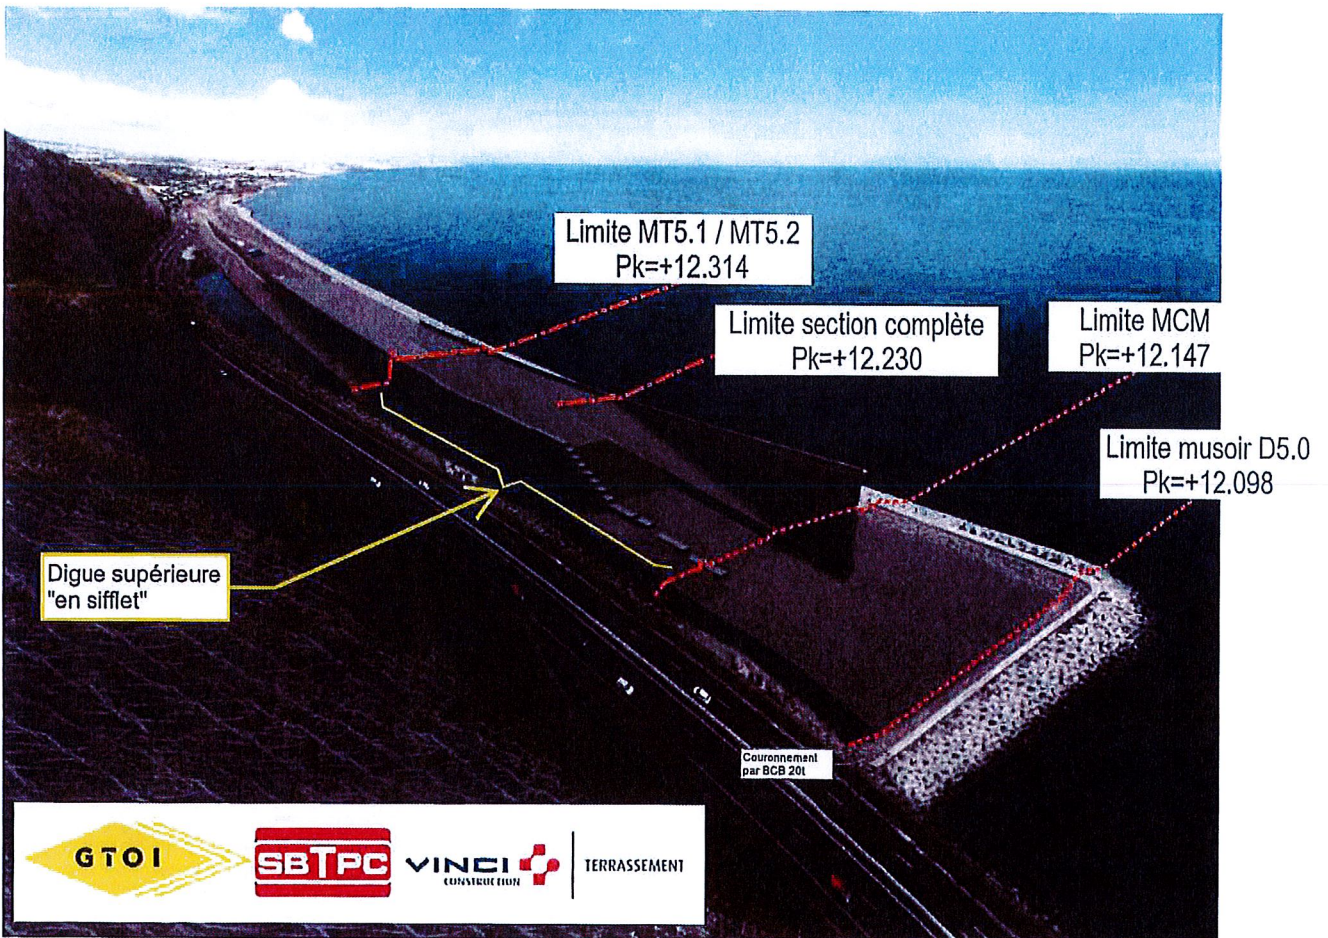 Limite MT5.1 / MT5.2
Pk=+12.314
Limite section complète
Pk=+12.230
Limite MCM
Pk=+12.147
Limite musoir D5.0
Pk=+12.098
Digue supérieure
"en sifflet"
Couronnement
par BCB 20t
GTOI
SBTPC
VINCI
CONSTRUCTION
TERRASSEMENT